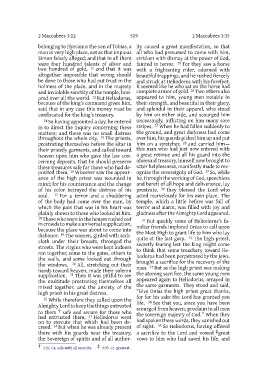 2 Maccabees 3:32
509
2 Maccabees 3:35
belonging to Hyrcanus the son of Tobias, a
man in very high place, not as that impious
Simon falsely alleged; and that in all there
were four hundred talents of silver and
two hundred of gold, 12 and that it was
altogether impossible that wrong should
be done to those who had put trust in the
holiness of the place, and in the majesty
and inviolable sanctity of the temple, hon-
ored over all the world. 13 But Heliodorus,
because of the king's command given him,
said that in any case this money must be
confiscated for the king's treasury.
14 So having appointed a day, he entered
in to direct the inquiry concerning these
matters; and there was no small distress
throughout the whole city. 15 The priests,
prostrating themselves before the altar in
their priestly garments, and called toward
heaven upon him who gave the law con-
cerning deposits, that he should preserve
these treasures safe for those who had de-
posited them. 16 Whoever saw the appear-
ance of the high priest was wounded in
mind; for his countenance and the change
of his color betrayed the distress of his
soul. 17 For a terror and a shuddering
of the body had come over the man, by
which the pain that was in his heart was
plainly shown to those who looked at him.
18 Those who were in the houses rushed out
in crowds to make a universal supplication,
because the place was about to come into
dishonor. 19 The women, girded with sack-
cloth under their breasts, thronged the
streets. The virgins who were kept indoors
ran together, some to the gates, others to
the walls, and some looked out through
the windows. 20 All, stretching out their
hands toward heaven, made their solemn
supplication. 21 Then it was pitiful to see
the multitude prostrating themselves all
mixed together, and the anxiety of the
high priest in his great distress.
22 While therefore they called upon the
Almighty Lord to keep the things entrusted
to them safe and secure for those who
had entrusted them, 23 Heliodorus went
on to execute that which had been de-
creed. 24 But when he was already present
there with his guards near the treasury,
the Sovereign of spirits and of all author-
ity caused a great manifestation, so that
all who had presumed to come with him,
stricken with dismay at the power of God,
fainted in terror. 25 For they saw a horse
with a frightening rider, adorned with
beautiful trappings, and he rushed fiercely
and struck at Heliodorus with his forefeet.
It seemed that he who sat on the horse had
complete armor of gold. 26 Two others also
appeared to him, young men notable in
their strength, and beautiful in their glory,
and splendid in their apparel, who stood
by him on either side, and scourged him
unceasingly, inflicting on him many sore
stripes. 27 When he had fallen suddenly to
the ground, and great darkness had come
over him, his guards picked him up and put
him on a stretcher, 28 and carried him—
this man who had just now entered with
a great retinue and all his guard into the
aforesaid treasury, himself now brought to
utter helplessness, manifestly made to rec-
ognize the sovereignty of God. 29 So, while
he, through the working of God, speechless
and bereft of all hope and deliverance, lay
prostrate, 30 they blessed the Lord who
acted marvelously for his own place. The
temple, which a little before was full of
terror and alarm, was filled with joy and
gladness after the Almighty Lord appeared.
31 But quickly some of Heliodorus's fa-
miliar friends implored Onias to call upon
the Most High to grant life to him who lay
quite at the last gasp. 32 The high priest,
secretly fearing lest the king might come
to think that some treachery toward He-
liodorus had been perpetrated by the Jews,
brought a sacrifice for the recovery of the
man. 33 But as the high priest was making
the atoning sacrifice, the same young men
appeared again to Heliodorus, arrayed in
the same garments. They stood and said,
"Give Onias the high priest great thanks,
for for his sake the Lord has granted you
life. 34 See that you, since you have been
scourged from heaven, proclaim to all men
the sovereign majesty of God." When they
had spoken these words, they vanished out
of sight. 35 So Heliodorus, having offered
a sacrifice to the Lord and vowed great
vows to him who had saved his life, and